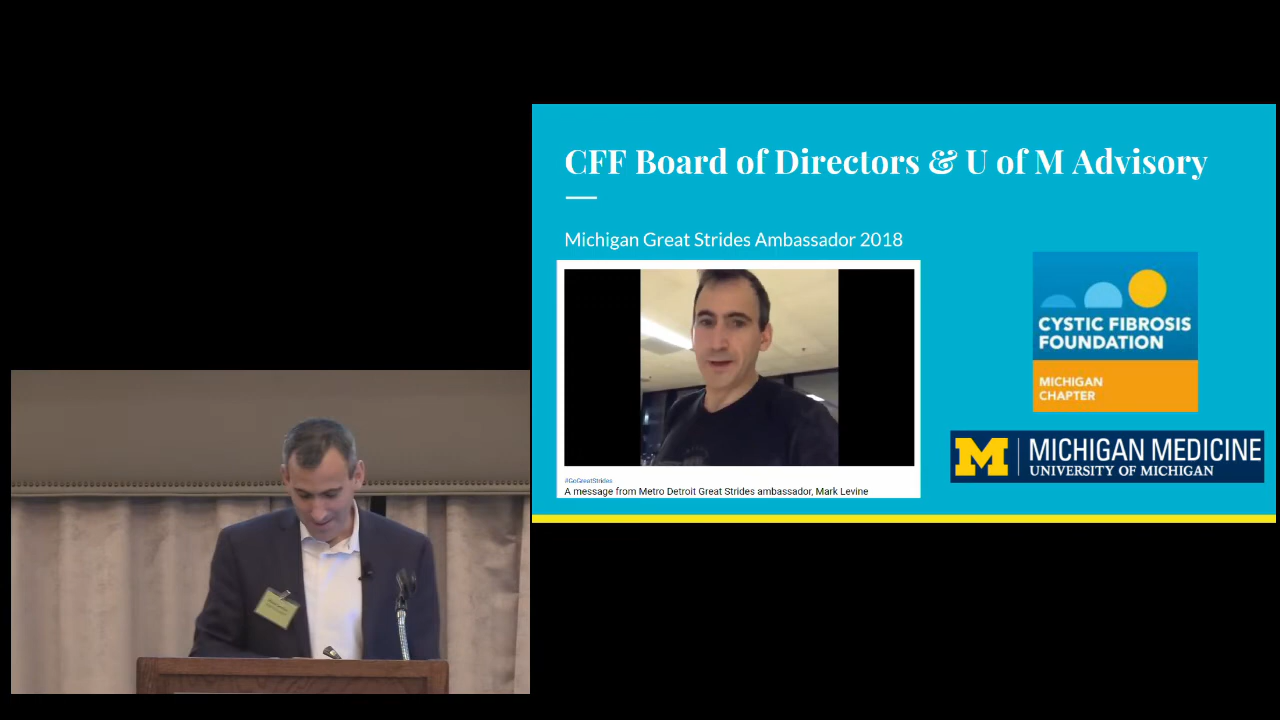 CFF Board of Directors & U of M Advisory
Michigan Great Strides Ambassador 2018
#GoGreatStrides
A message from Metro Detroit Great Strides ambassador, Mark Levine
CYSTIC FIBROSIS
FOUNDATION
MICHIGAN
CHAPTER
M MICHIGAN MEDICINE
UNIVERSITY OF MICHIGAN